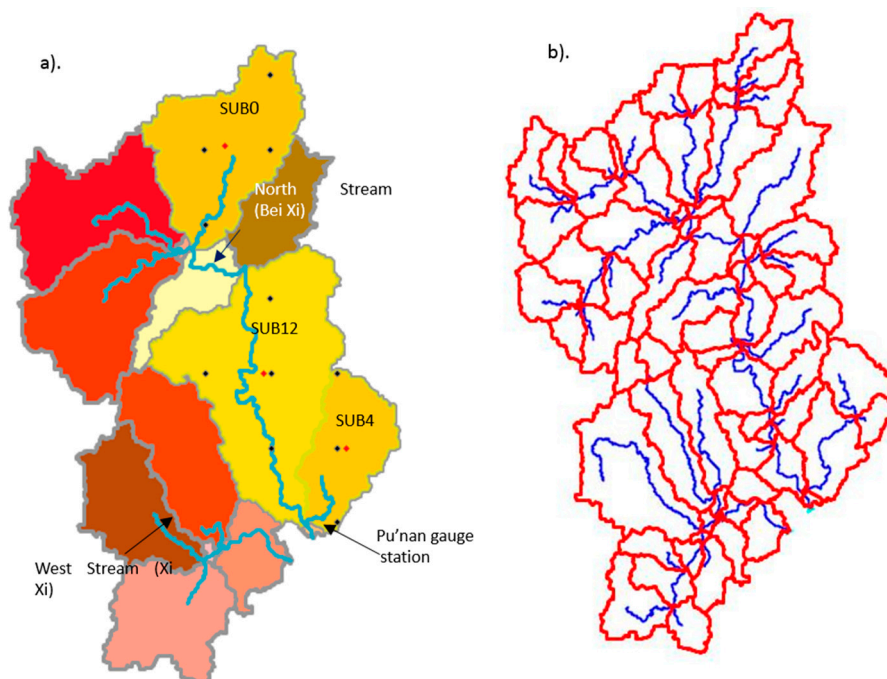 a).
b).
SUB0
North Stream
(Bei Xi)
SUB12
SUB4
Pu’nan gauge
station
West Stream (Xi
Xi)